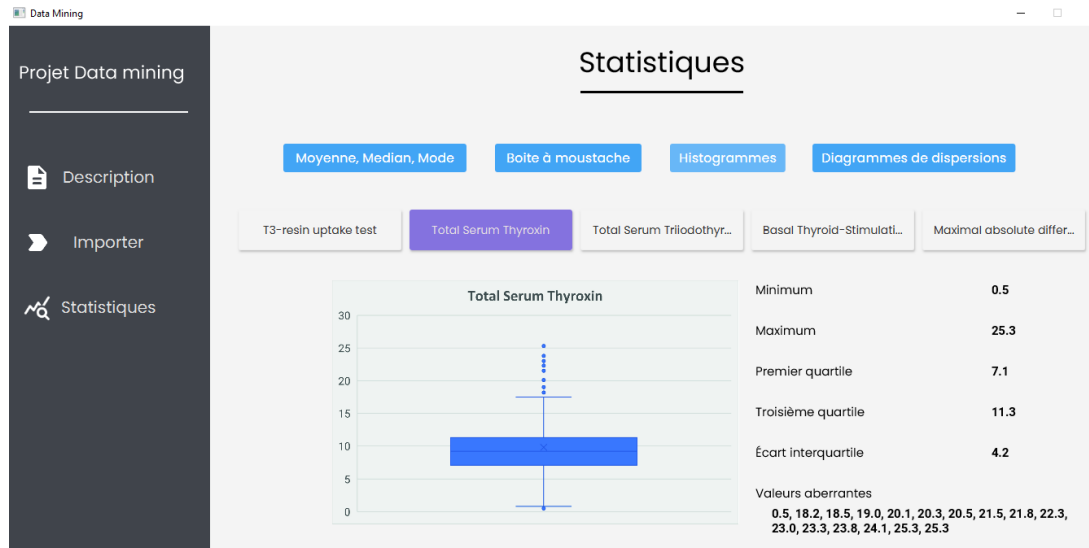 Data Mining
Projet Data mining
Description
Importer
Statistiques
Statistiques
Moyenne, Median, Mode
Boite à moustache
Histogrammes
Diagrammes de dispersions
T3-resin uptake test
Total Serum Thyroxin
Total Serum Triiodothyr...
Basal Thyroid-Stimulati...
Maximal absolute differ...
Total Serum Thyroxin
30
25
20
15
10
5
0
Minimum 0.5
Maximum 25.3
Premier quartile 7.1
Troisième quartile 11.3
Écart interquartile 4.2
Valeurs aberrantes
0.5, 18.2, 18.5, 19.0, 20.1, 20.3, 20.5, 21.5, 21.8, 22.3,
23.0, 23.3, 23.8, 24.1, 25.3, 25.3